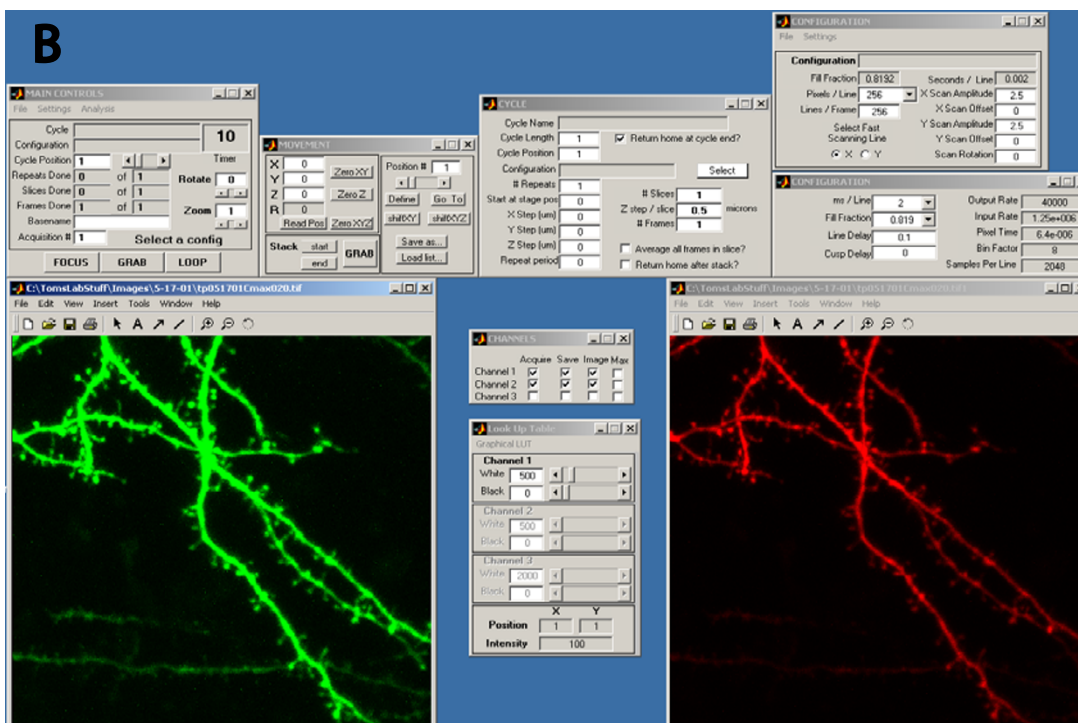 B
MAIN CONTROLS
File Settings Analysis
Cycle
Configuration
10
Timer
Cycle Position 1
Repeats Done 0 of 1
Slices Done 0 of 1
Frames Done 1 of 1
Basename
Acquisition # 1
Rotate 0
Zoom 1
Select a config
FOCUS GRAB LOOP
MOVEMENT
X 0
Y 0
Z 0
R 0
Zero XY
Zero Z
Read Pos Zero XYZ
Stack start end GRAB
Position # 1
Define Go To
shiftXY shiftXYZ
Save as...
Load list...
CYCLE
Cycle Name
Cycle Length 1
Return home at cycle end?
Cycle Position 1
Configuration
Select
# Repeats 1
Start at stage pos 0
X Step [um] 0
Y Step [um] 0
Z Step [um] 0
Repeat period 0
# Slices 1
Z step / slice 0.5 microns
# Frames 1
Average all frames in slice?
Return home after stack?
CONFIGURATION
File Settings
Configuration
Fill Fraction 0.8192
Pixels / Line 256
Lines / Frame 256
Select Fast
Scanning Line
X Y
Seconds / Line 0.002
X Scan Amplitude 2.5
X Scan Offset 0
Y Scan Amplitude 2.5
Y Scan Offset 0
Scan Rotation 0
CONFIGURATION
ms / Line 2
Fill Fraction 0.819
Line Delay 0.1
Cusp Delay 0
Output Rate 40000
Input Rate 1.25e+006
Pixel Time 6.4e-006
Bin Factor 8
Samples Per Line 2048
C:\TomsLabStuff\Images\5-17-01\tp051701Cmax020.tif
File Edit View Insert Tools Window Help
A
CHANNELS
Acquire Save Image Max
Channel 1
Channel 2
Channel 3
Look Up Table
Graphical LUT
Channel 1
White 500
Black 0
Channel 2
White 500
Black 0
Channel 3
White 2000
Black 0
X Y
Position 1 1
Intensity 100
C:\TomsLabStuff\Images\5-17-01\tp051701Cmax020.tif
File Edit View Insert Tools Window Help
A